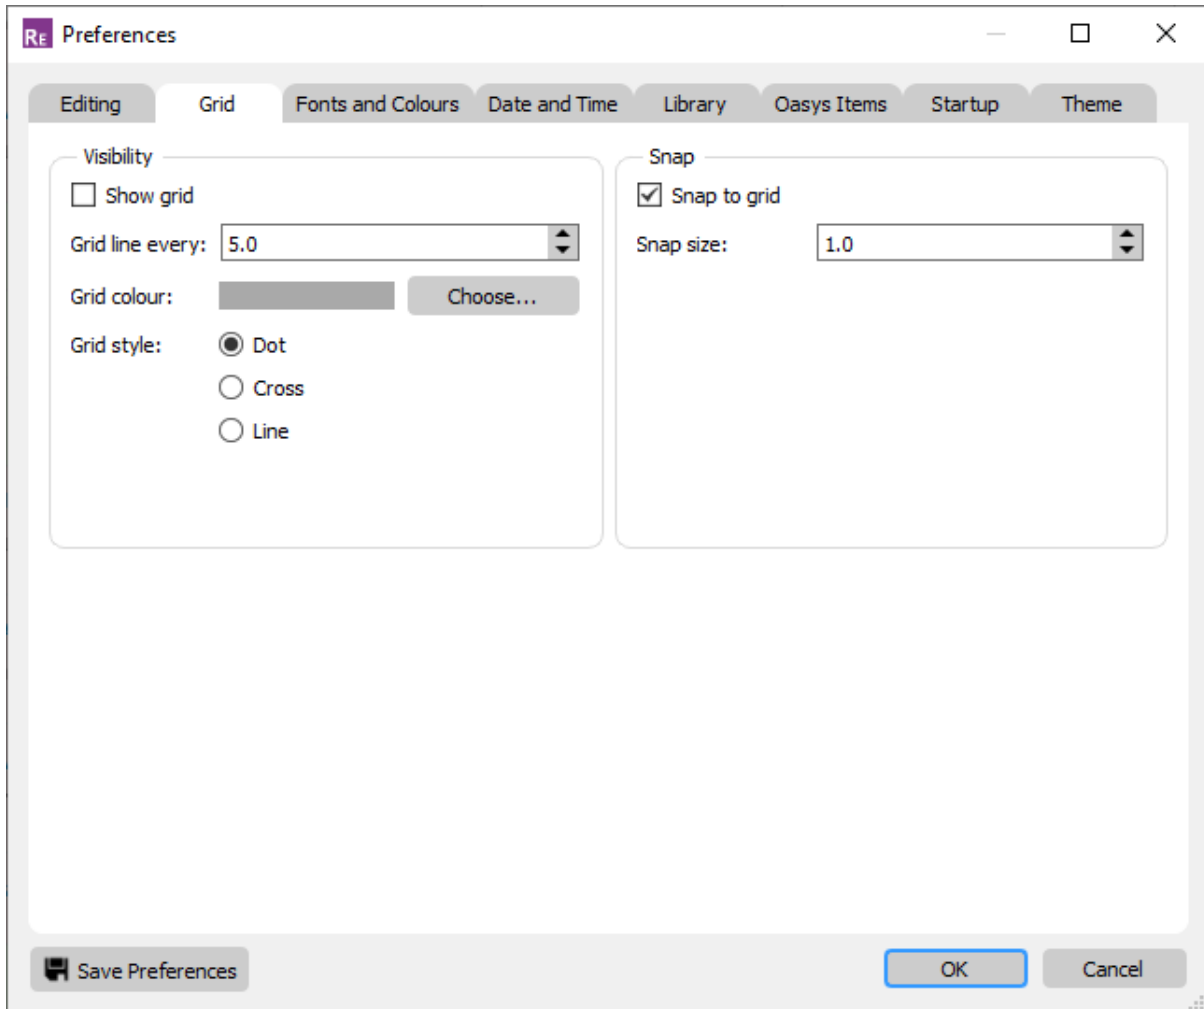 RE Preferences
Editing Grid Fonts and Colours Date and Time Library Oasys Items Startup Theme
Visibility
Show grid
Grid line every: 5.0
Grid colour: Choose...
Grid style: Dot
Cross
Line
Snap
Snap to grid
Snap size: 1.0
Save Preferences OK Cancel